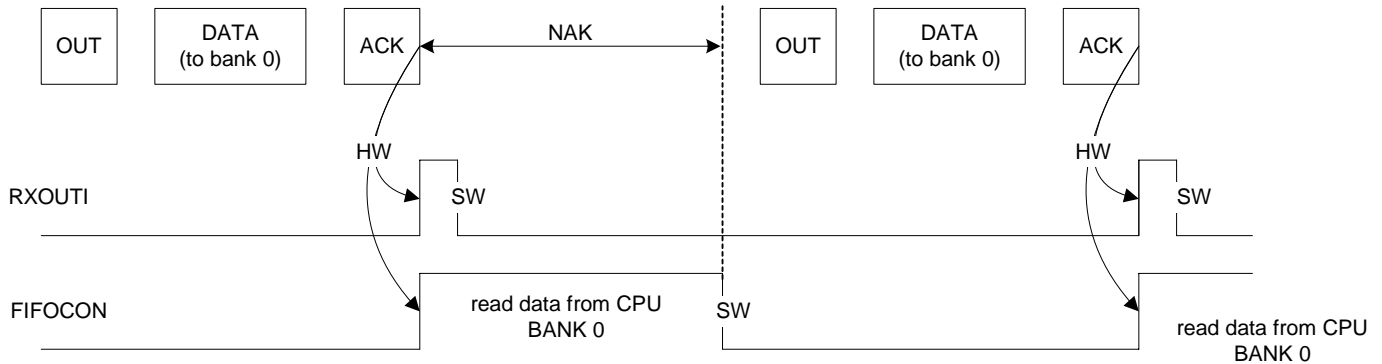 OUT
DATA
(to bank 0)
ACK
NAK
OUT
DATA
(to bank 0)
ACK
HW
HW
RXOUTI
SW
SW
FIFOCON
read data from CPU
BANK 0
SW
read data from CPU
BANK 0